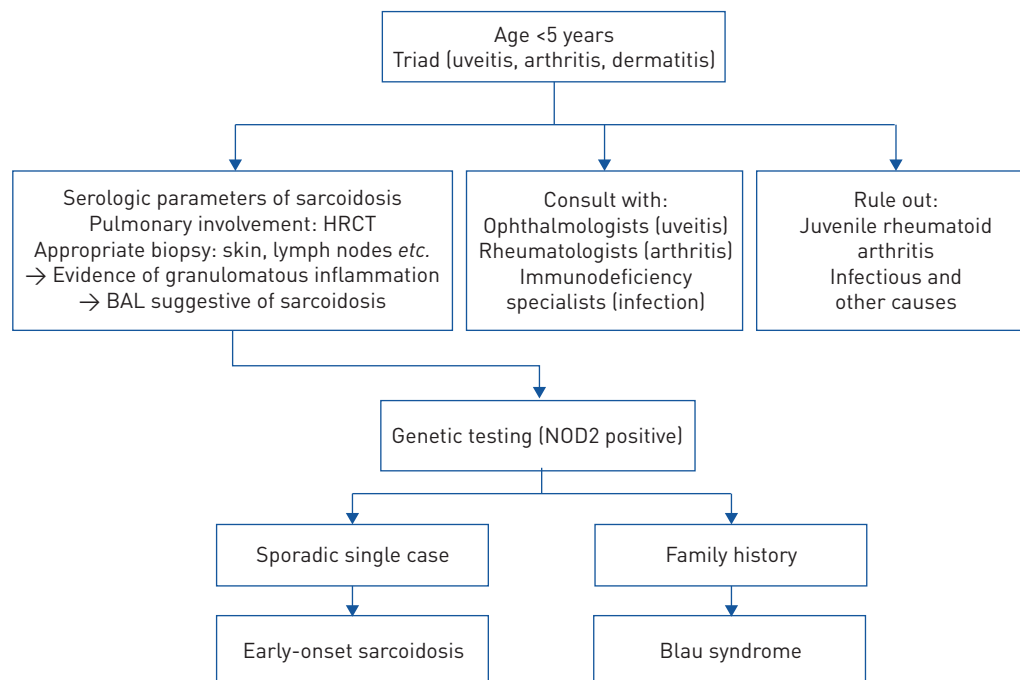 Age <5 years
Triad (uveitis, arthritis, dermatitis)
Serologic parameters of sarcoidosis
Pulmonary involvement: HRCT
Appropriate biopsy: skin, lymph nodes etc.
→ Evidence of granulomatous inflammation
→ BAL suggestive of sarcoidosis
Consult with:
Ophthalmologists (uveitis)
Rheumatologists (arthritis)
Immunodeficiency
specialists (infection)
Rule out:
Juvenile rheumatoid
arthritis
Infectious and
other causes
Genetic testing (NOD2 positive)
Sporadic single case
Family history
Early-onset sarcoidosis
Blau syndrome